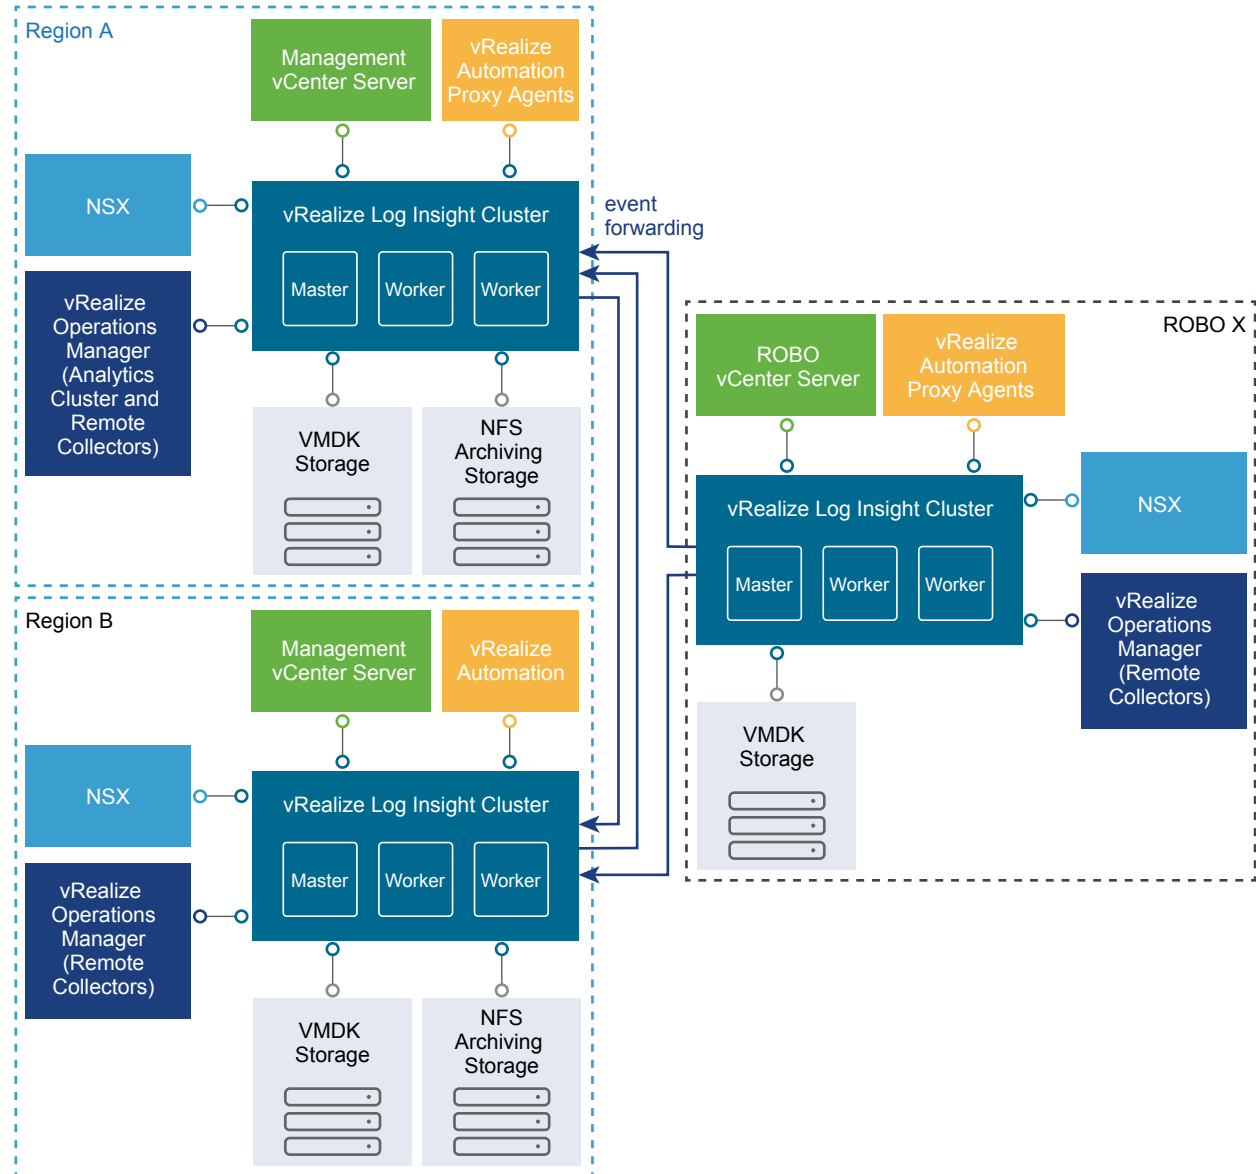 Region A
Management
vCenter Server
vRealize
Automation
Proxy Agents
NSX
vRealize Log Insight Cluster
Master
Worker
Worker
vRealize
Operations
Manager
(Analytics
Cluster and
Remote
Collectors)
VMDK
Storage
NFS
Archiving
Storage
event
forwarding
ROBO X
ROBO
vCenter Server
vRealize
Automation
Proxy Agents
vRealize Log Insight Cluster
Master
Worker
Worker
NSX
vRealize
Operations
Manager
(Remote
Collectors)
VMDK
Storage
Region B
Management
vCenter Server
vRealize
Automation
NSX
vRealize Log Insight Cluster
Master
Worker
Worker
vRealize
Operations
Manager
(Remote
Collectors)
VMDK
Storage
NFS
Archiving
Storage